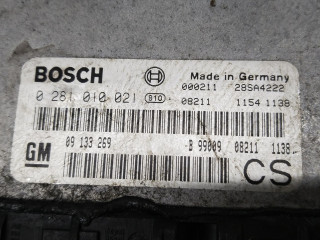 BOSCH
Made in Germany
000211 28SA4222
0 281 010 021 810
08211 1154 1138
GM
09 133 269
B 99009 08211 1138
CS